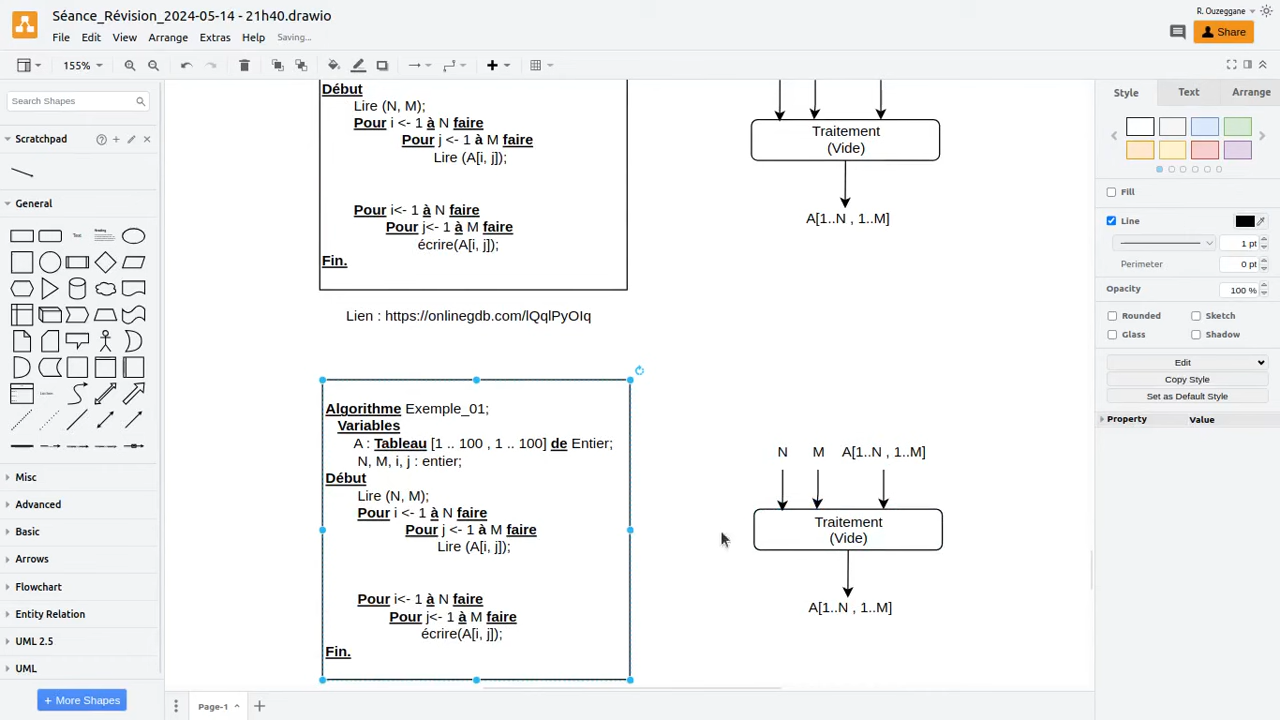 Séance_Révision_2024-05-14 - 21h40.drawio
R. Ouzeggane
File Edit View Arrange Extras Help Saving...
Share
155%
Search Shapes
Scratchpad
General
Text
Heading
List Item
Misc
Advanced
Basic
Arrows
Flowchart
Entity Relation
UML 2.5
UML
+ More Shapes
Début
Lire (N, M);
Pour i <- 1 à N faire
Pour j <- 1 à M faire
Lire (A[i, j]);
Pour i<- 1 à N faire
Pour j<- 1 à M faire
écrire(A[i, j]);
Fin.
Traitement
(Vide)
A[1..N , 1..M]
Lien : https://onlinegdb.com/lQqlPyOIq
Algorithme Exemple_01;
Variables
A : Tableau [1 .. 100 , 1 .. 100] de Entier;
N, M, i, j : entier;
Début
Lire (N, M);
Pour i <- 1 à N faire
Pour j <- 1 à M faire
Lire (A[i, j]);
Pour i<- 1 à N faire
Pour j<- 1 à M faire
écrire(A[i, j]);
Fin.
N M A[1..N , 1..M]
Traitement
(Vide)
A[1..N , 1..M]
Style Text Arrange
Fill
Line
1 pt
Perimeter 0 pt
Opacity 100 %
Rounded Sketch
Glass Shadow
Edit
Copy Style
Set as Default Style
Property Value
Page-1